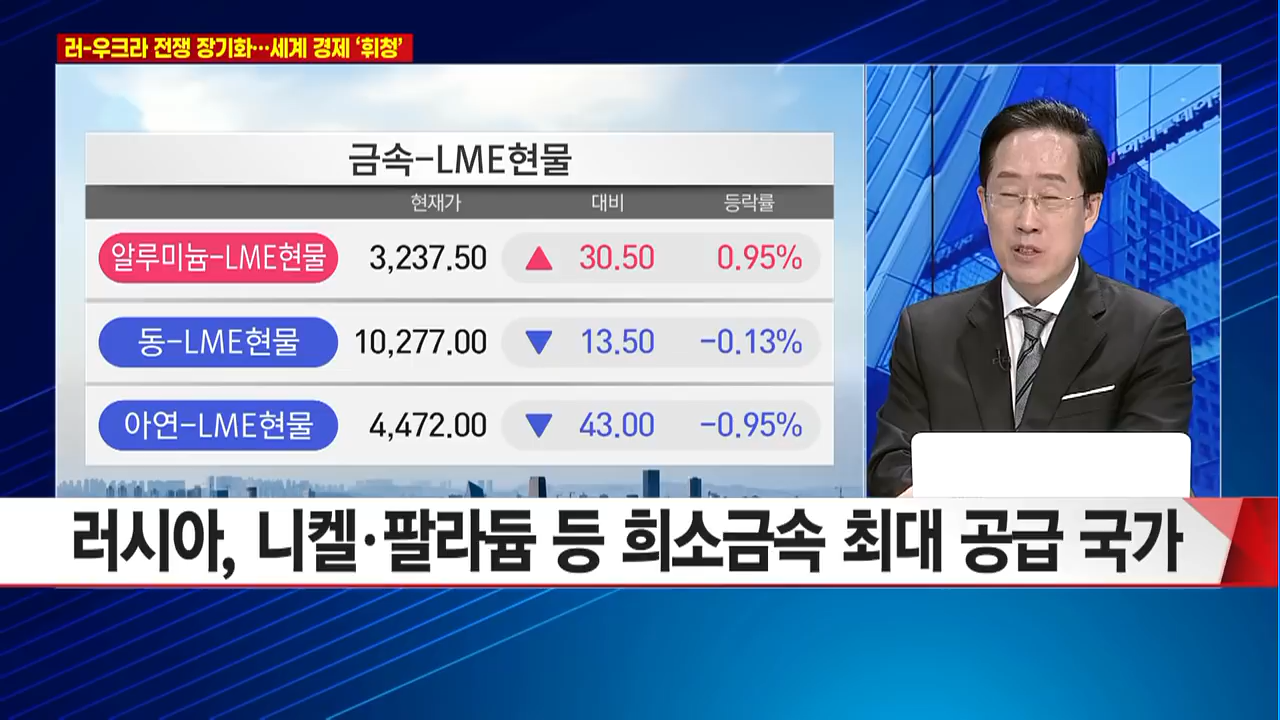 러-우크라 전쟁 장기화…세계 경제 ‘휘청’
금속-LME현물
현재가 대비 등락률
알루미늄-LME현물 3,237.50 ▲ 30.50 0.95%
동-LME현물 10,277.00 ▼ 13.50 -0.13%
아연-LME현물 4,472.00 ▼ 43.00 -0.95%
러시아, 니켈·팔라듐 등 희소금속 최대 공급 국가